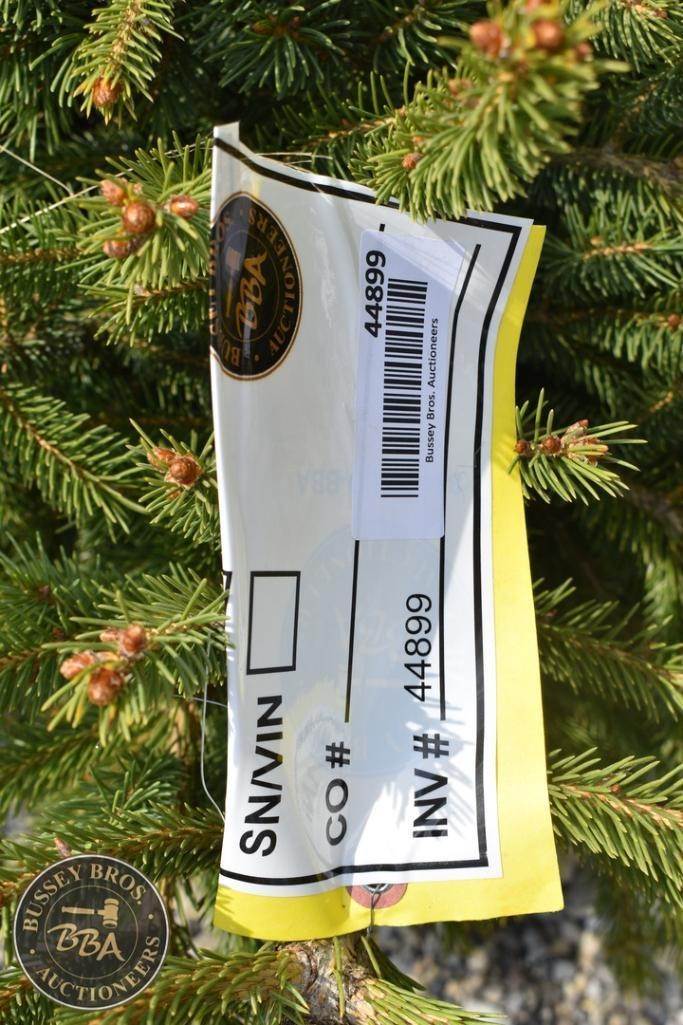 BUSSEY BROS.
BBA
AUCTIONEERS
44899
Bussey Bros. Auctioneers
SN/VIN
CO #
INV # 44899
BUSSEY BROS.
BBA
AUCTIONEERS